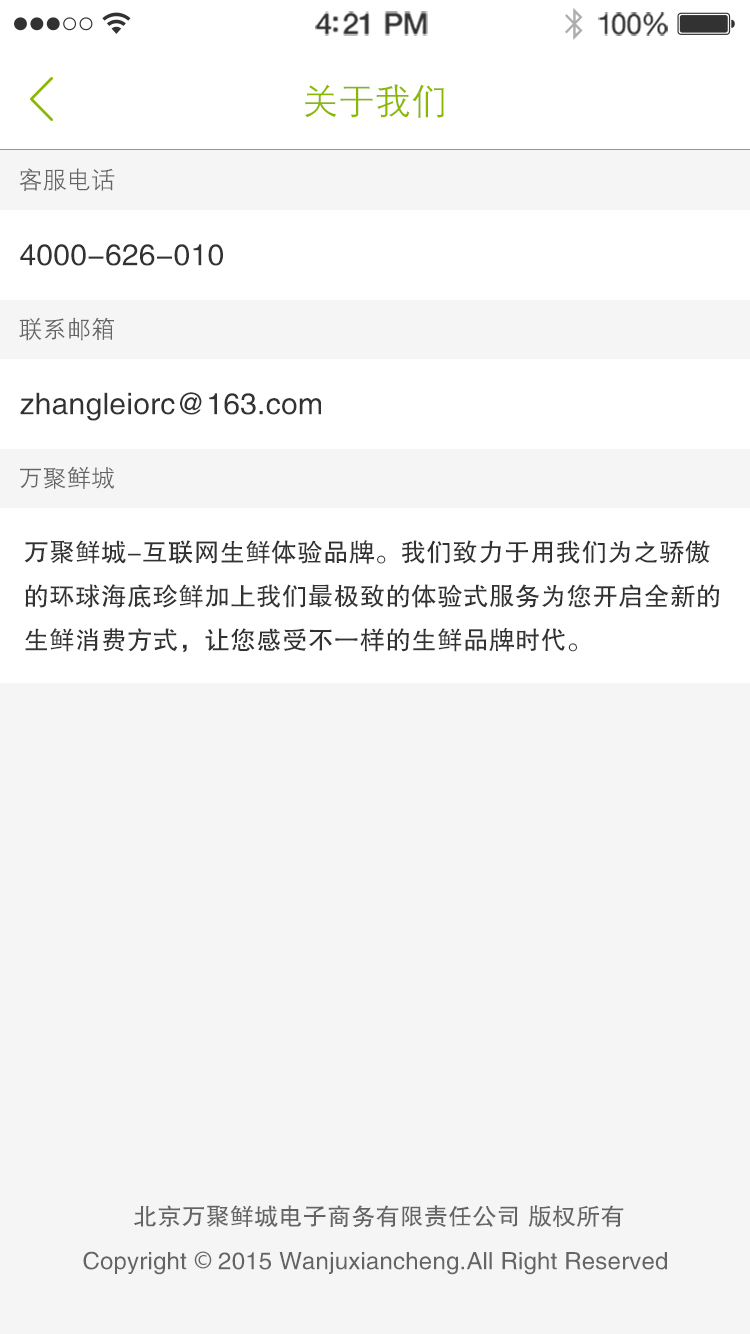 4:21 PM 100%
关于我们
客服电话
4000-626-010
联系邮箱
zhangleiorc@163.com
万聚鲜城
万聚鲜城-互联网生鲜体验品牌。我们致力于用我们为之骄傲
的环球海底珍鲜加上我们最极致的体验式服务为您开启全新的
生鲜消费方式，让您感受不一样的生鲜品牌时代。
北京万聚鲜城电子商务有限责任公司 版权所有
Copyright © 2015 Wanjuxiancheng.All Right Reserved